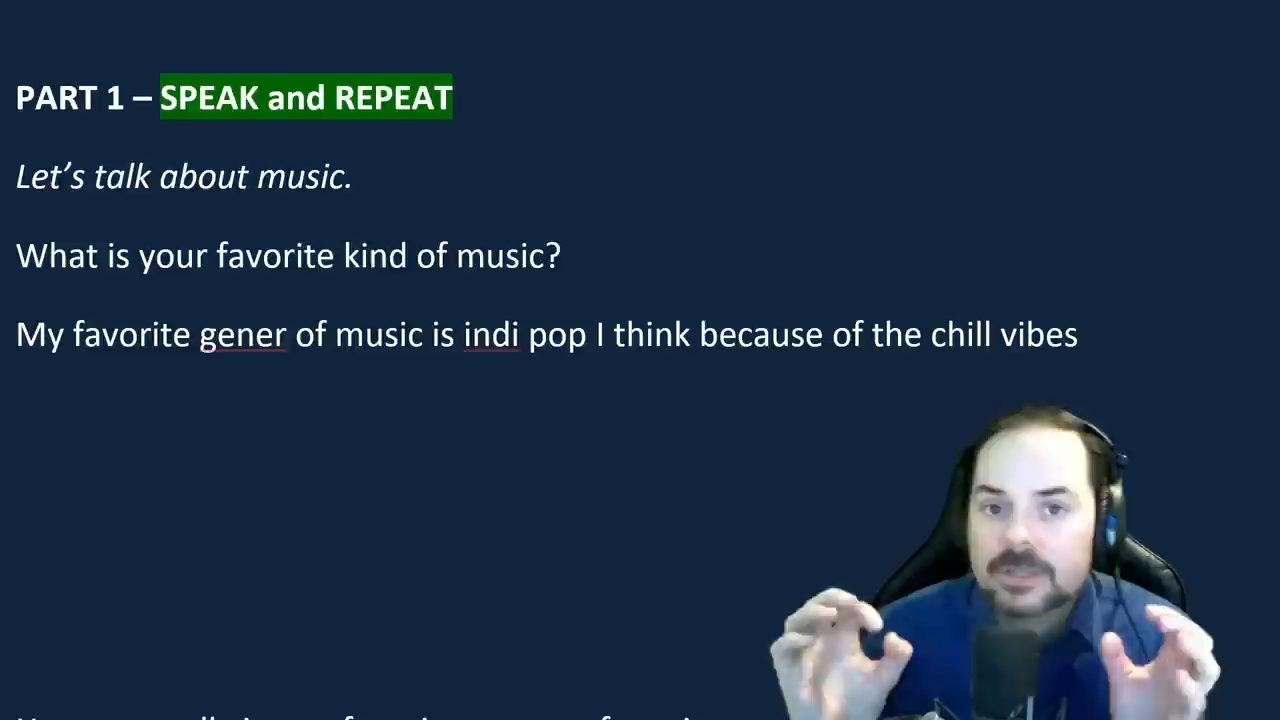 PART 1 – SPEAK and REPEAT
Let’s talk about music.
What is your favorite kind of music?
My favorite gener of music is indi pop I think because of the chill vibes